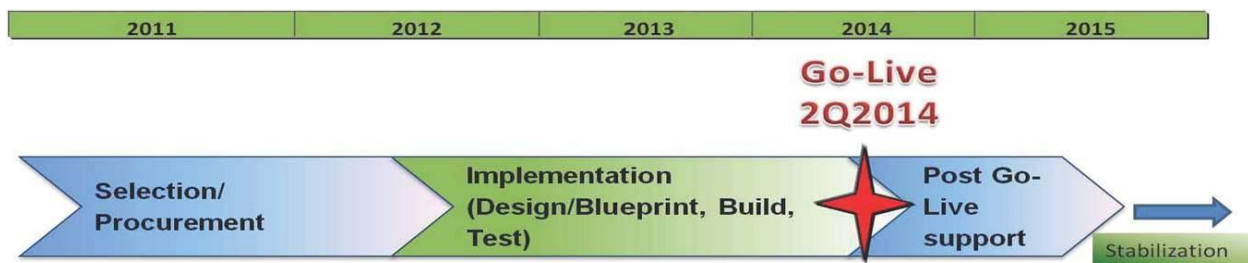 2011 2012 2013 2014 2015
Go-Live
2Q2014
Selection/
Procurement
Implementation
(Design/Blueprint, Build,
Test)
Post Go-
Live
support
Stabilization